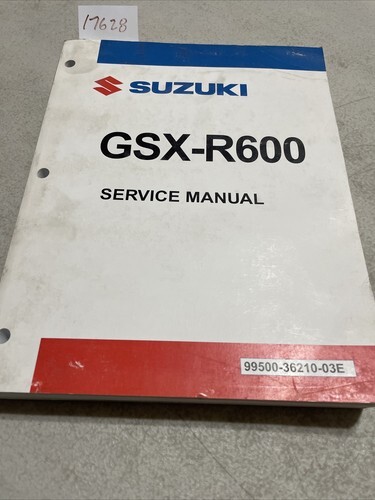 17628
SUZUKI
GSX-R600
SERVICE MANUAL
99500-36210-03E